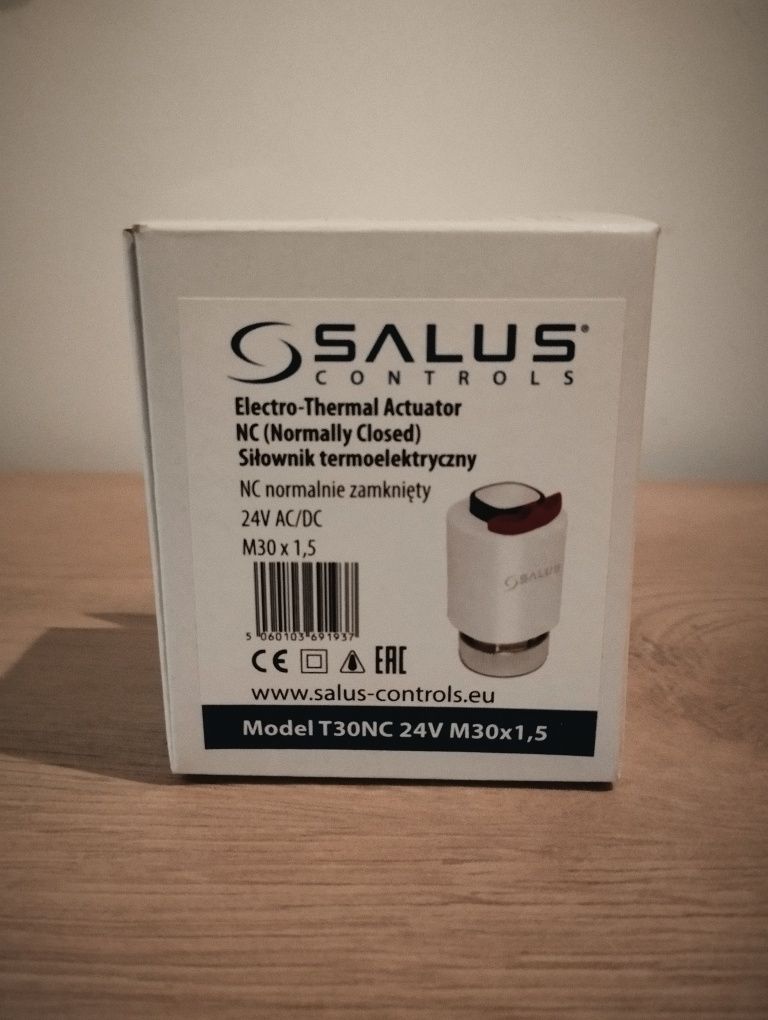 SALUS®
CONTROLS
Electro-Thermal Actuator
NC (Normally Closed)
Siłownik termoelektryczny
NC normalnie zamknięty
24V AC/DC
M30 x 1,5
SALUS
5 060103 691937
CE EAC
www.salus-controls.eu
Model T30NC 24V M30x1,5